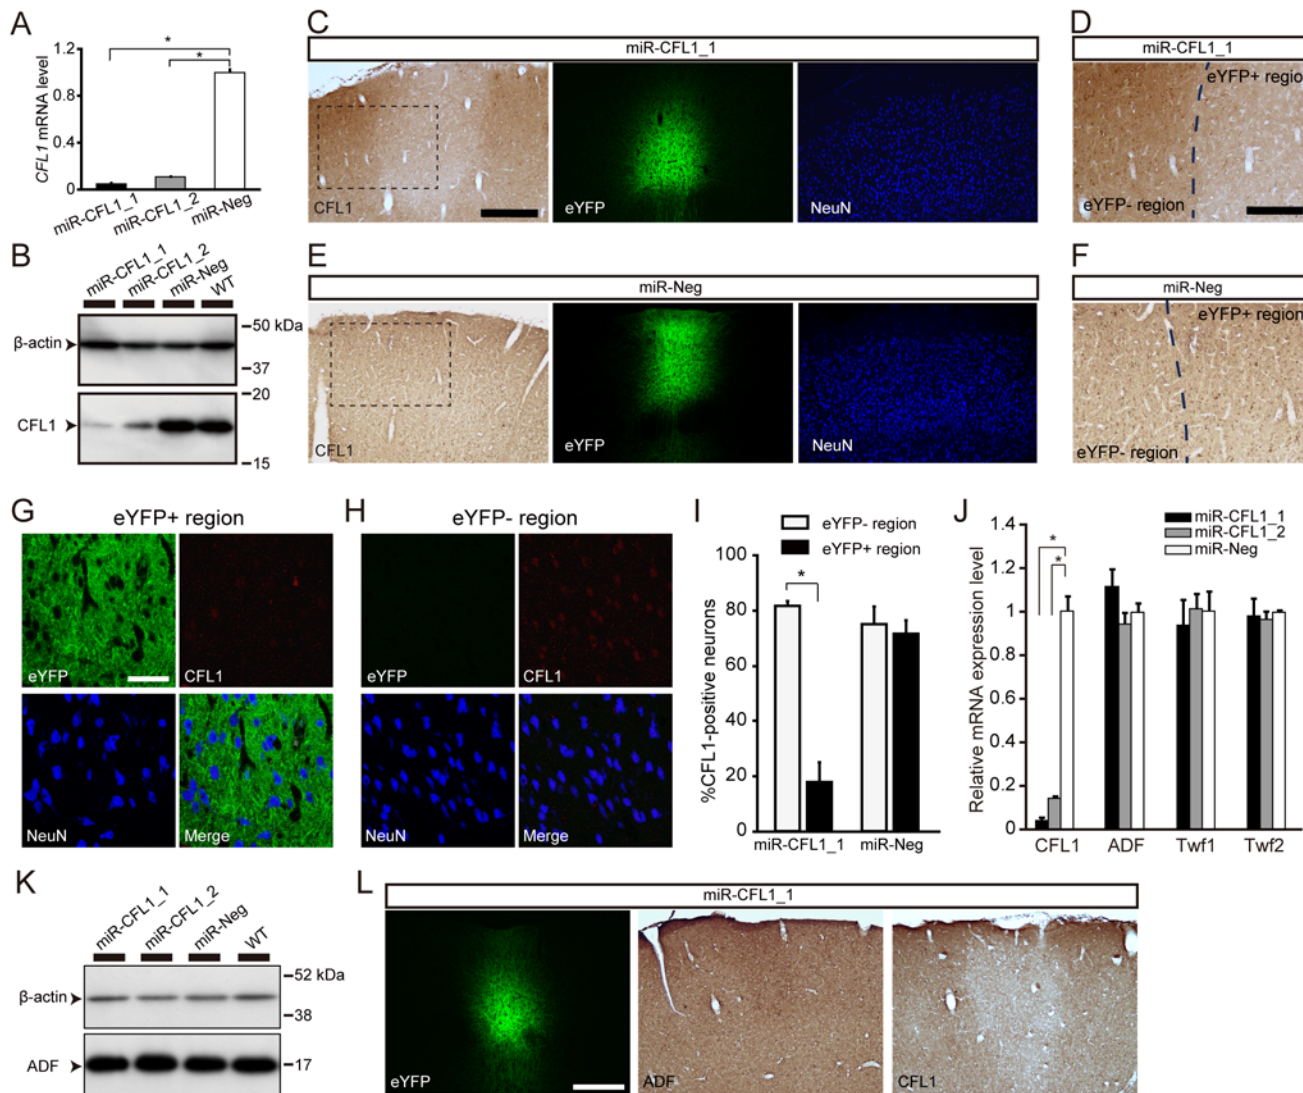 A
*
*
1.2
0.8
0.4
0
CFL1 mRNA level
miR-CFL1_1
miR-CFL1_2
miR-Neg
B
miR-CFL1_1
miR-CFL1_2
miR-Neg
WT
β-actin
50 kDa
37
20
CFL1
15
C
miR-CFL1_1
CFL1
eYFP
NeuN
D
miR-CFL1_1
eYFP+ region
eYFP- region
E
miR-Neg
CFL1
eYFP
NeuN
F
miR-Neg
eYFP+ region
eYFP- region
G
eYFP+ region
eYFP
CFL1
NeuN
Merge
H
eYFP- region
eYFP
CFL1
NeuN
Merge
I
eYFP- region
eYFP+ region
100
80
60
40
20
0
%CFL1-positive neurons
*
miR-CFL1_1
miR-Neg
J
miR-CFL1_1
miR-CFL1_2
miR-Neg
1.4
1.2
1
0.8
0.6
0.4
0.2
0
Relative mRNA expression level
*
*
CFL1
ADF
Twf1
Twf2
K
miR-CFL1_1
miR-CFL1_2
miR-Neg
WT
β-actin
52 kDa
38
ADF
17
L
miR-CFL1_1
eYFP
ADF
CFL1